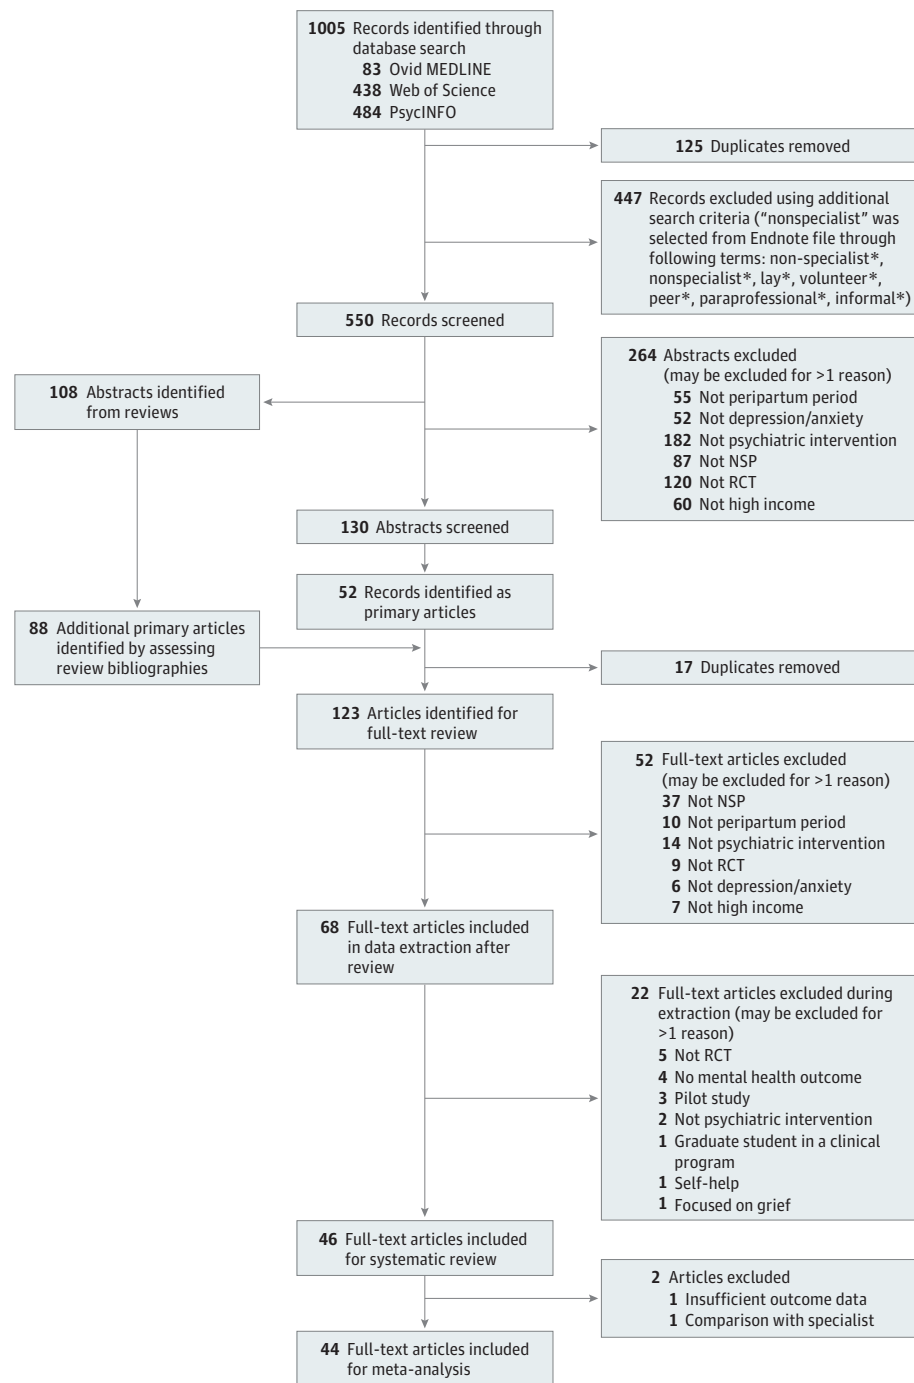 1005 Records identified through
database search
83 Ovid MEDLINE
438 Web of Science
484 PsycINFO
125 Duplicates removed
447 Records excluded using additional
search criteria (“nonspecialist” was
selected from Endnote file through
following terms: non-specialist*,
nonspecialist*, lay*, volunteer*,
peer*, paraprofessional*, informal*)
550 Records screened
264 Abstracts excluded
(may be excluded for >1 reason)
55 Not peripartum period
52 Not depression/anxiety
182 Not psychiatric intervention
87 Not NSP
120 Not RCT
60 Not high income
108 Abstracts identified
from reviews
130 Abstracts screened
52 Records identified as
primary articles
88 Additional primary articles
identified by assessing
review bibliographies
17 Duplicates removed
123 Articles identified for
full-text review
52 Full-text articles excluded
(may be excluded for >1 reason)
37 Not NSP
10 Not peripartum period
14 Not psychiatric intervention
9 Not RCT
6 Not depression/anxiety
7 Not high income
68 Full-text articles included
in data extraction after
review
22 Full-text articles excluded during
extraction (may be excluded for
>1 reason)
5 Not RCT
4 No mental health outcome
3 Pilot study
2 Not psychiatric intervention
1 Graduate student in a clinical
program
1 Self-help
1 Focused on grief
46 Full-text articles included
for systematic review
2 Articles excluded
1 Insufficient outcome data
1 Comparison with specialist
44 Full-text articles included
for meta-analysis